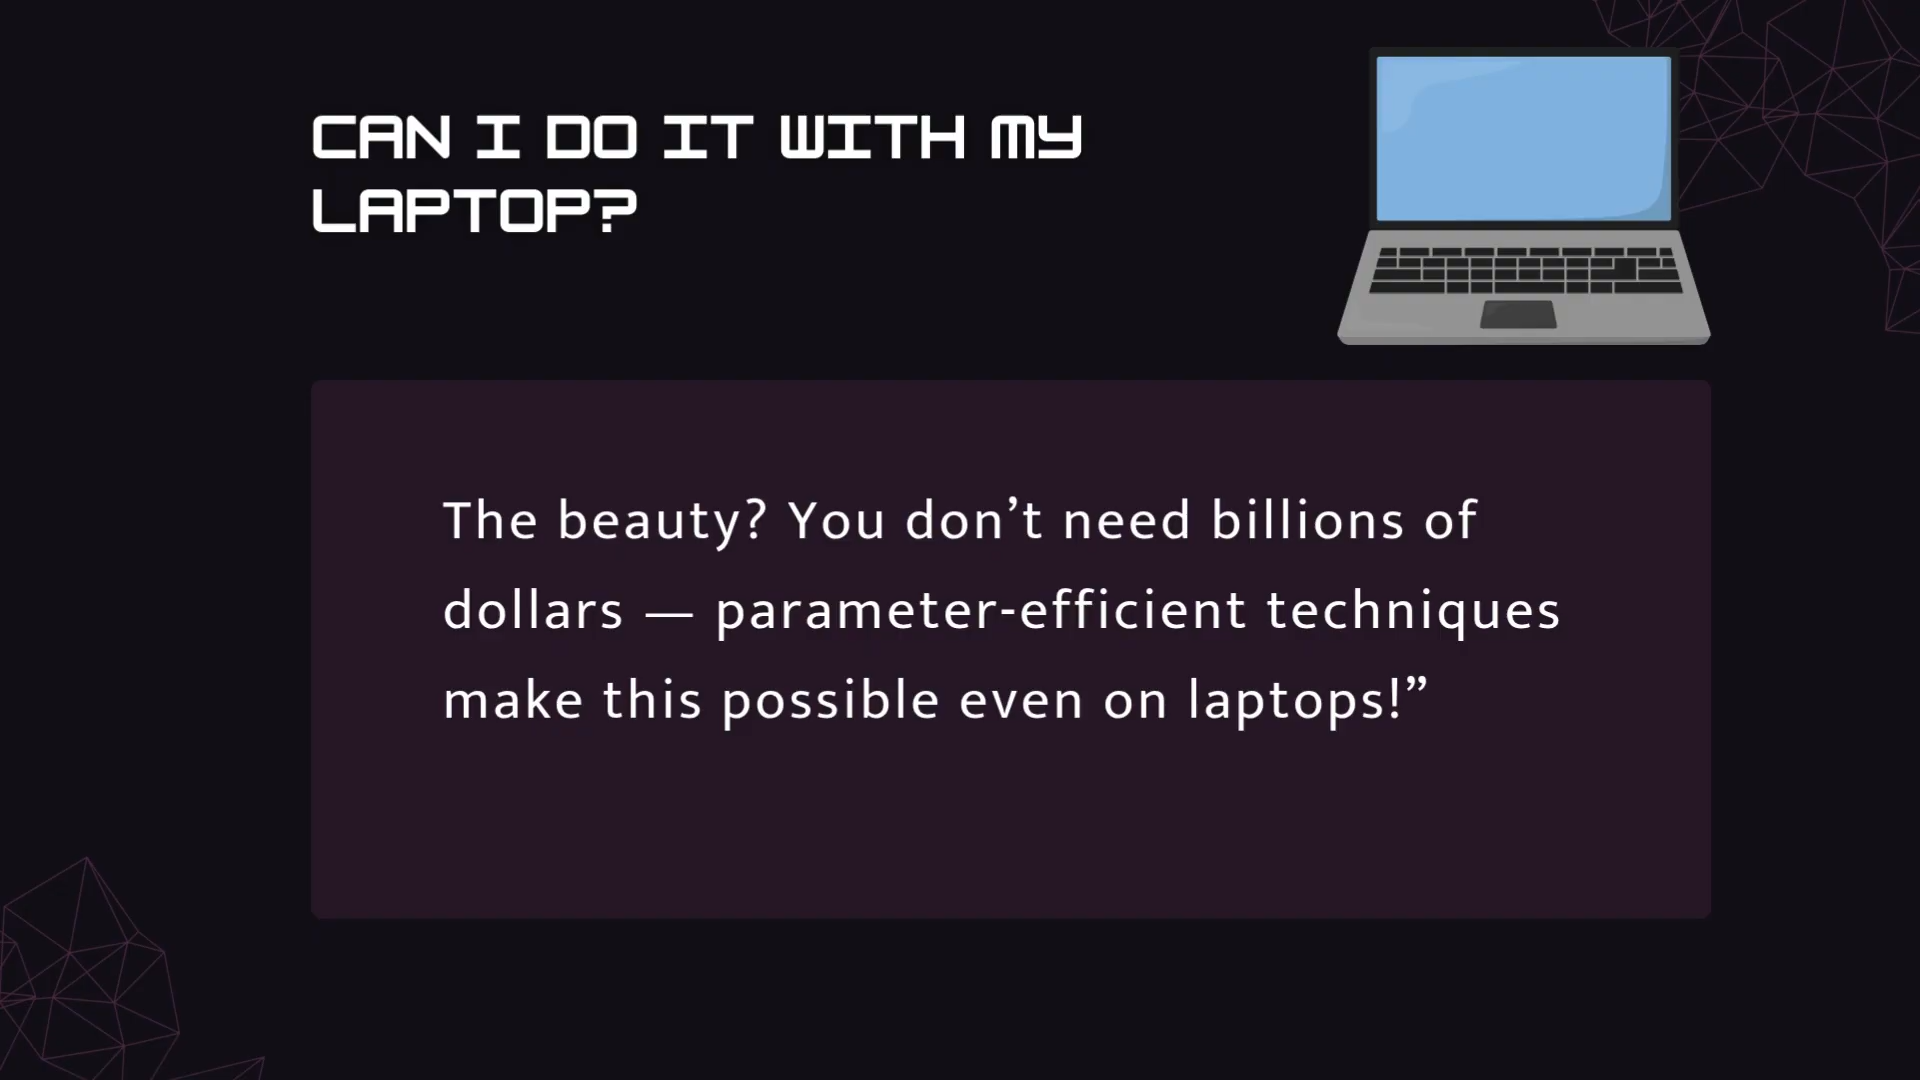 CAN I DO IT WITH MY
LAPTOP?
The beauty? You don’t need billions of
dollars — parameter-efficient techniques
make this possible even on laptops!”